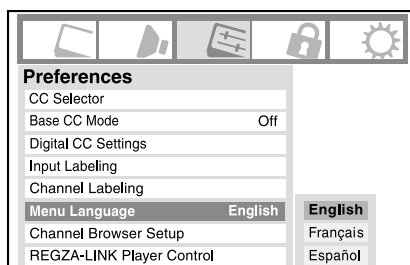 Preferences
CC Selector
Base CC Mode Off
Digital CC Settings
Input Labeling
Channel Labeling
Menu Language English English
Channel Browser Setup Français
REGZA-LINK Player Control Español